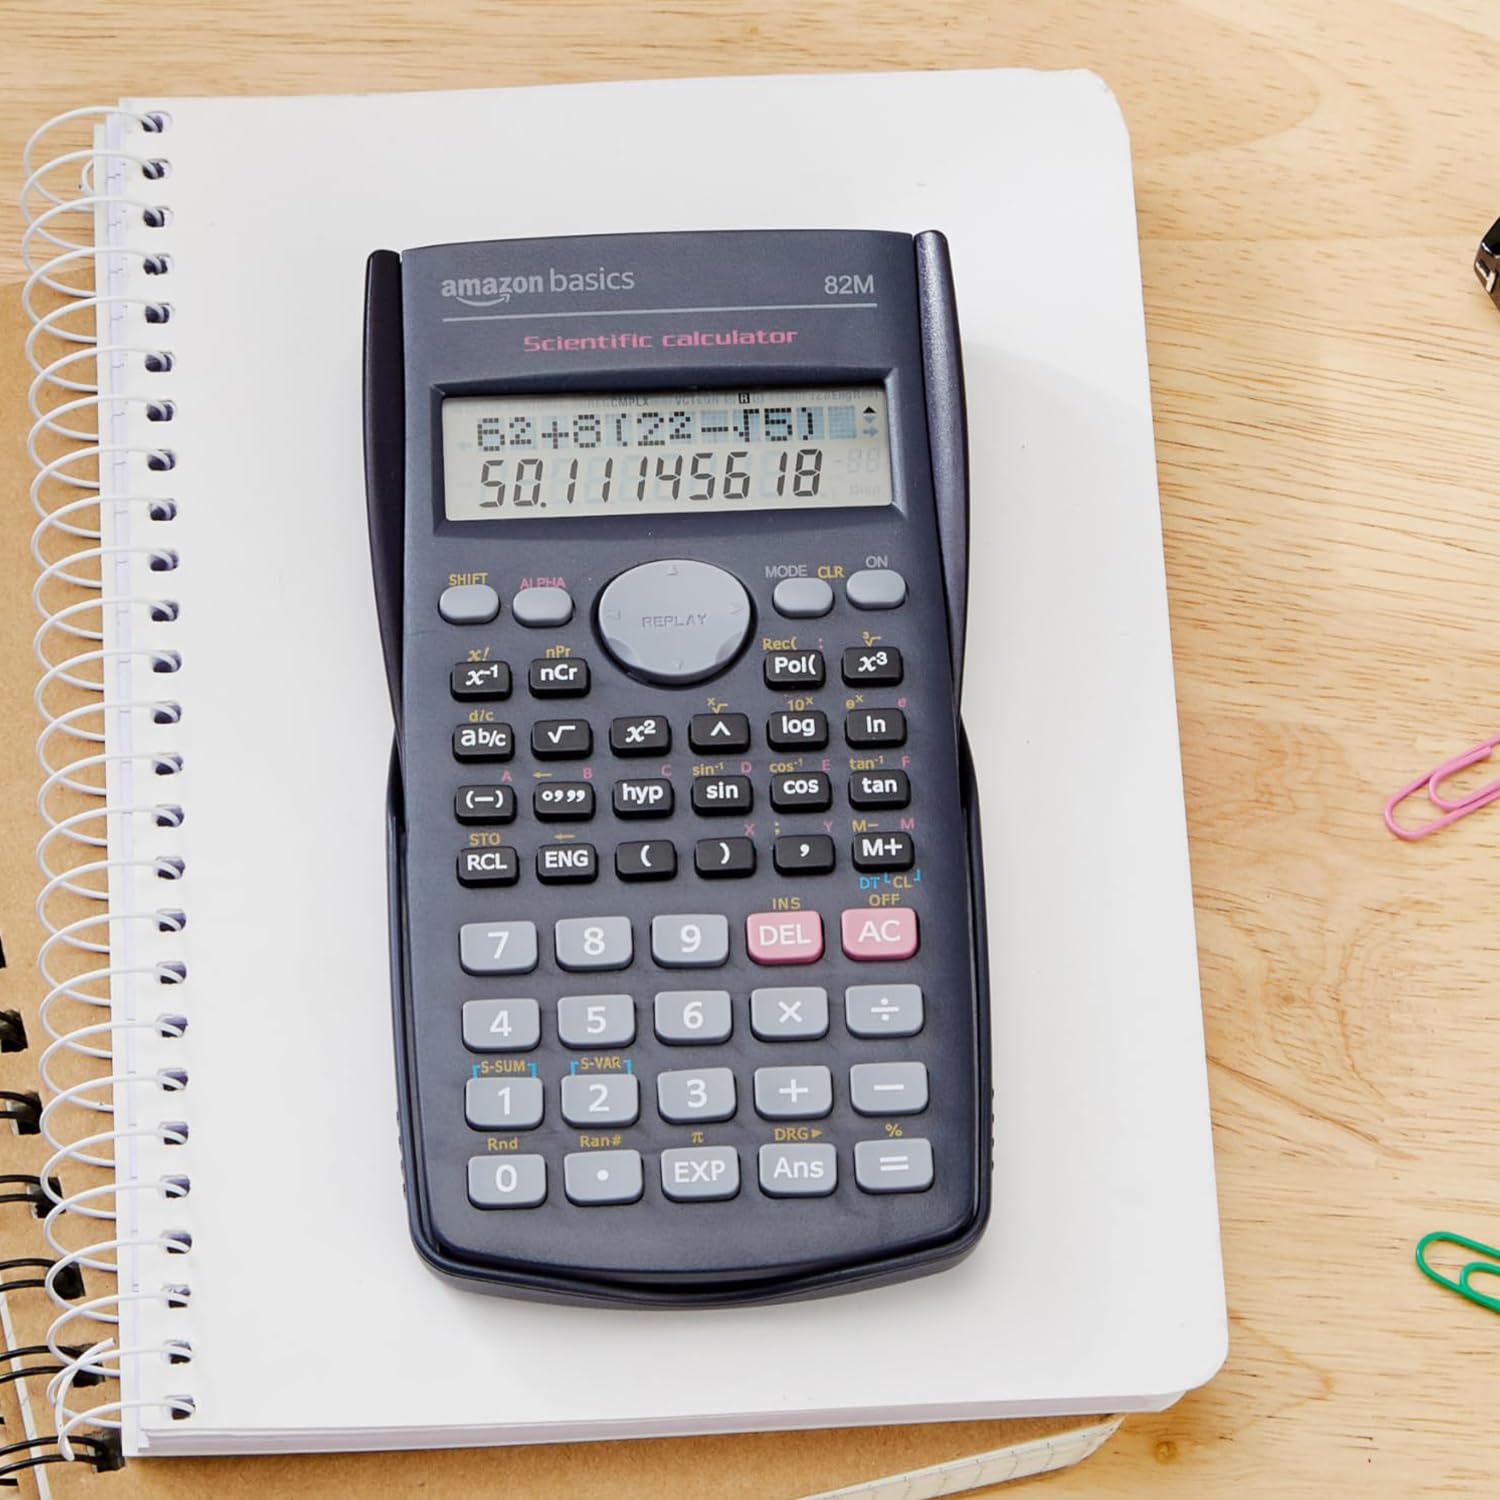 amazon basics 82M
Scientific calculator
CMPLX R
6²+8(2²-√5)
50.11145618
SHIFT ALPHA MODE CLR ON
REPLAY
x! nPr Rec( : ³√
x⁻¹ nCr Pol( x³
d/c ˣ√ 10ˣ eˣ e
ab/c √ x² ^ log ln
A ← B C sin⁻¹ D cos⁻¹ E tan⁻¹ F
(−) °’” hyp sin cos tan
STO ← X ; Y M− M
RCL ENG ( ) , M+
DT CL
INS OFF
7 8 9 DEL AC
4 5 6 × ÷
S-SUM S-VAR
1 2 3 + −
Rnd Ran# π DRG▶ %
0 • EXP Ans =